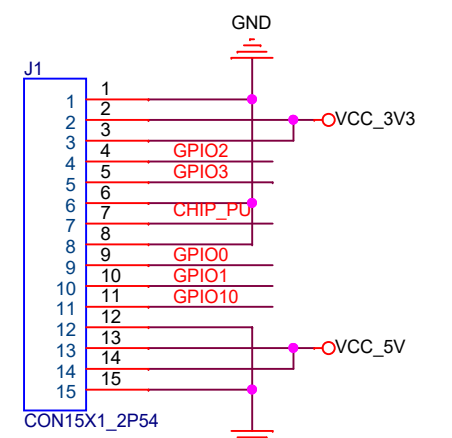 GND
J1
1 1
2 2 VCC_3V3
3 3
4 4 GPIO2
5 5 GPIO3
6 6
7 7 CHIP_PU
8 8
9 9 GPIO0
10 10 GPIO1
11 11 GPIO10
12 12
13 13 VCC_5V
14 14
15 15
CON15X1_2P54